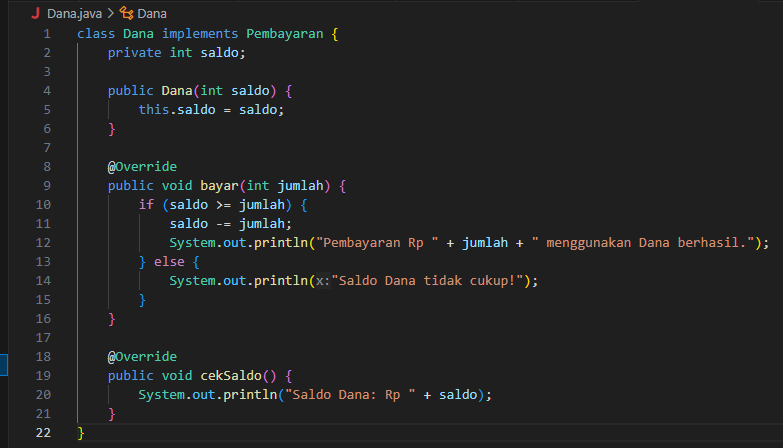 Dana.java > Dana
1 class Dana implements Pembayaran {
2     private int saldo;
3
4     public Dana(int saldo) {
5         this.saldo = saldo;
6     }
7
8     @Override
9     public void bayar(int jumlah) {
10         if (saldo >= jumlah) {
11             saldo -= jumlah;
12             System.out.println("Pembayaran Rp " + jumlah + " menggunakan Dana berhasil.");
13         } else {
14             System.out.println(x:"Saldo Dana tidak cukup!");
15         }
16     }
17
18     @Override
19     public void cekSaldo() {
20         System.out.println("Saldo Dana: Rp " + saldo);
21     }
22 }